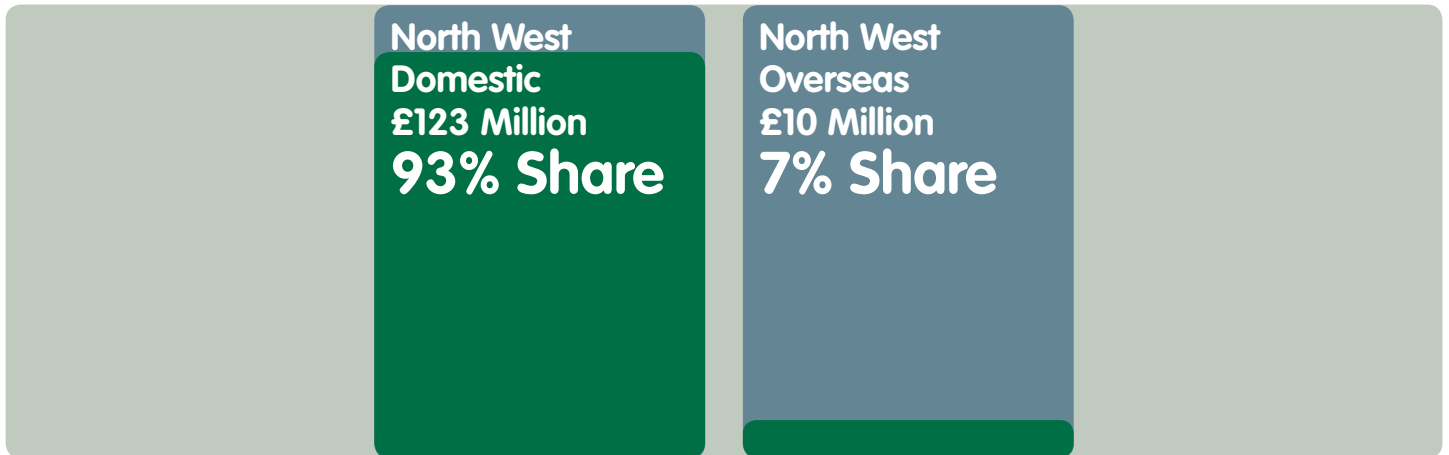 North West
Domestic
£123 Million
93% Share
North West
Overseas
£10 Million
7% Share